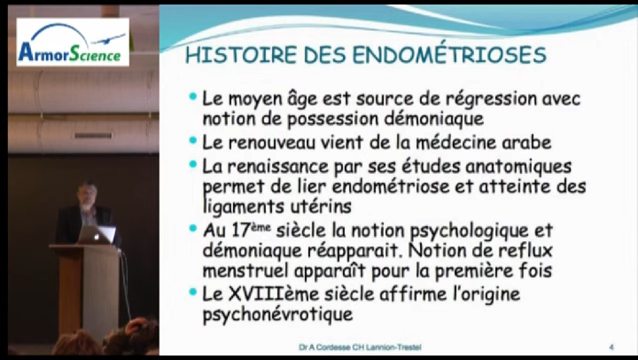 ArmorScience
HISTOIRE DES ENDOMÉTRIOSES
Le moyen âge est source de régression avec
notion de possession démoniaque
Le renouveau vient de la médecine arabe
La renaissance par ses études anatomiques
permet de lier endométriose et atteinte des
ligaments utérins
Au 17ème siècle la notion psychologique et
démoniaque réapparait. Notion de reflux
menstruel apparaît pour la première fois
Le XVIIIème siècle affirme l'origine
psychonévrotique
Dr A Cordesse CH Lannion-Trestel
4